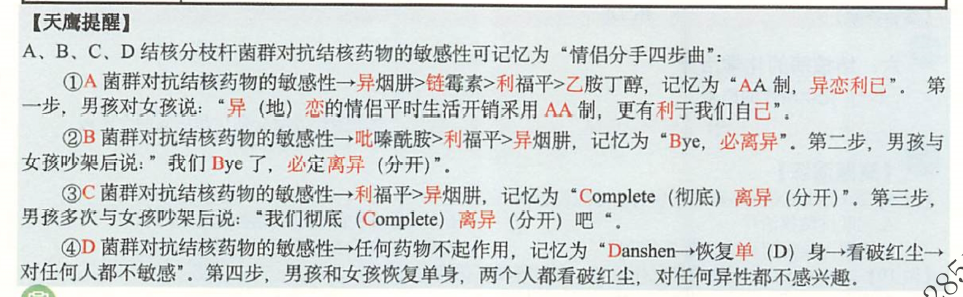 【天鹰提醒】
A、B、C、D 结核分枝杆菌群对抗结核药物的敏感性可记忆为“情侣分手四步曲”：
①A 菌群对抗结核药物的敏感性→异烟肼>链霉素>利福平>乙胺丁醇，记忆为“AA 制，异恋利已”。 第
一步，男孩对女孩说：“异（地）恋的情侣平时生活开销采用 AA 制，更有利于我们自己”。
②B 菌群对抗结核药物的敏感性→吡嗪酰胺>利福平>异烟肼，记忆为“Bye，必离异”。第二步，男孩与
女孩吵架后说：”我们 Bye 了，必定离异（分开）”。
③C 菌群对抗结核药物的敏感性→利福平>异烟肼，记忆为“Complete（彻底）离异（分开）”。第三步，
男孩多次与女孩吵架后说：“我们彻底（Complete）离异（分开）吧“。
④D 菌群对抗结核药物的敏感性→任何药物不起作用，记忆为“Danshen→恢复单（D）身→看破红尘→
对任何人都不敏感”。第四步，男孩和女孩恢复单身，两个人都看破红尘，对任何异性都不感兴趣.
285